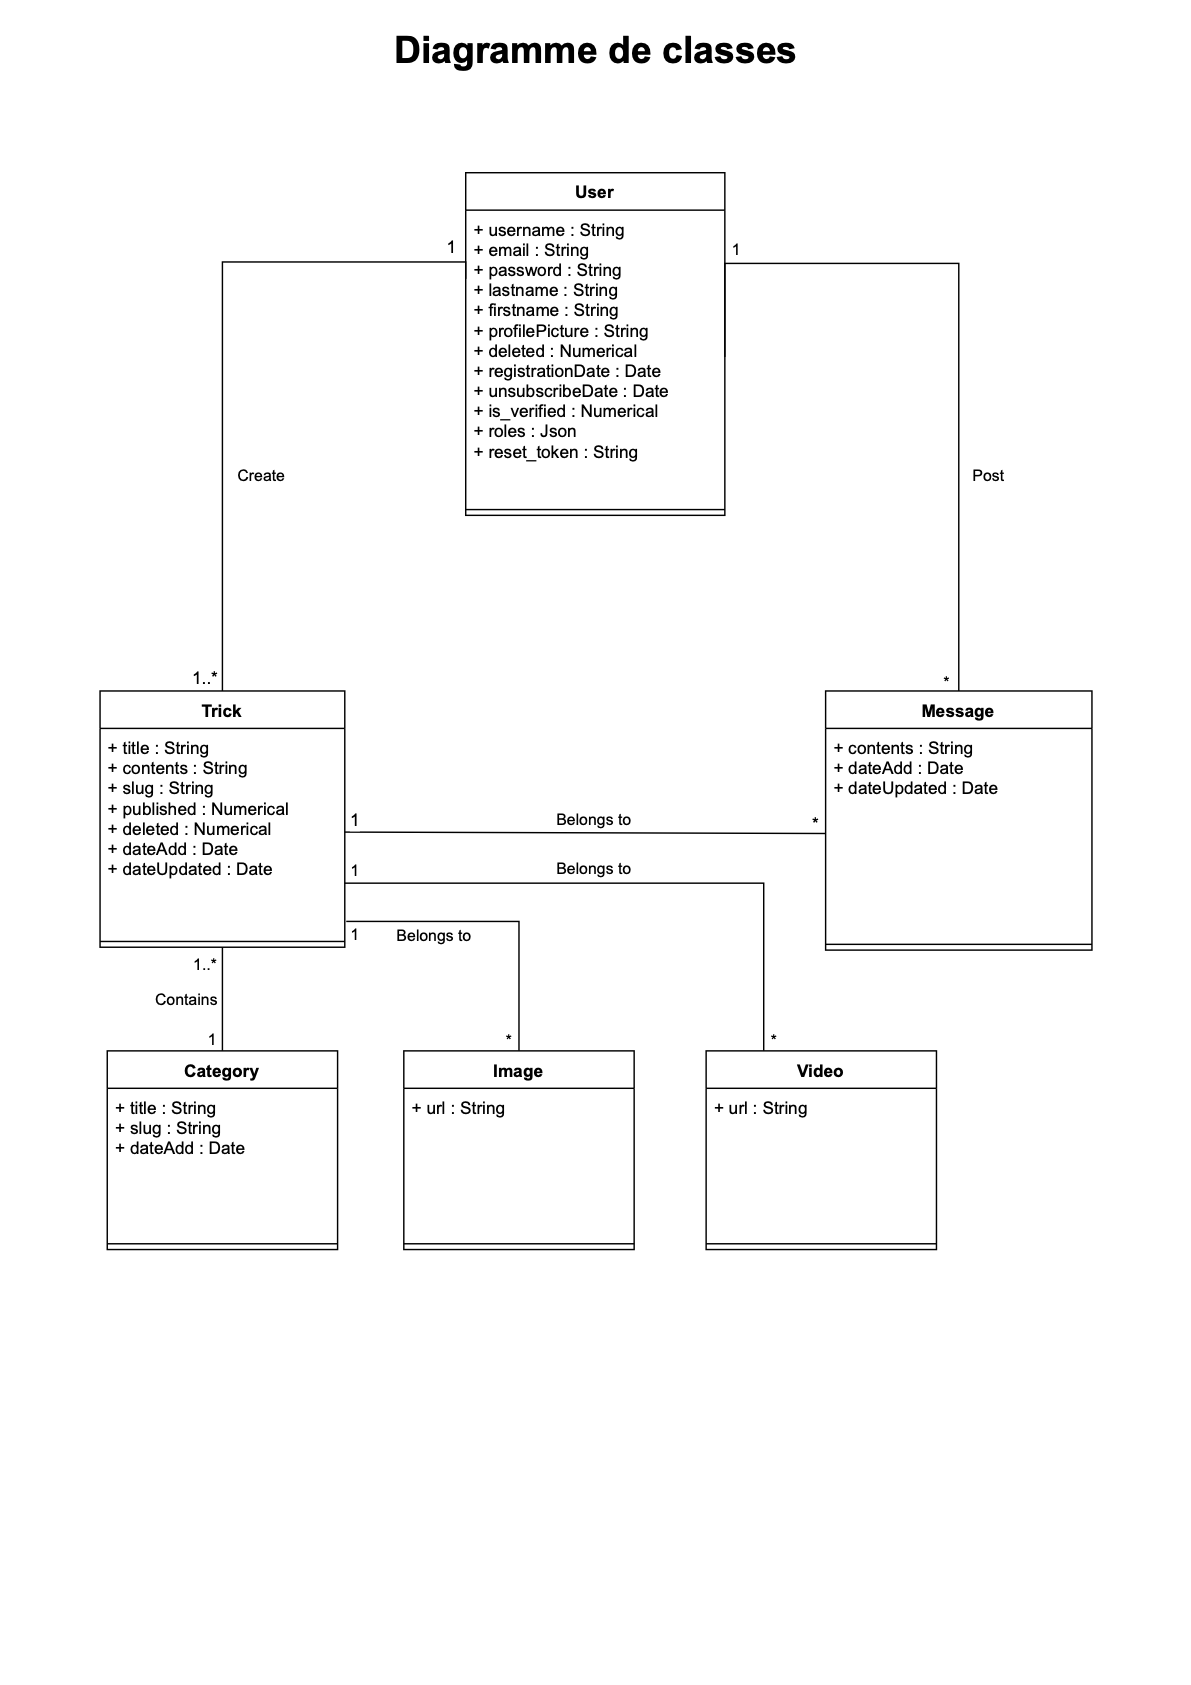 Diagramme de classes
User
+ username : String
+ email : String
+ password : String
+ lastname : String
+ firstname : String
+ profilePicture : String
+ deleted : Numerical
+ registrationDate : Date
+ unsubscribeDate : Date
+ is_verified : Numerical
+ roles : Json
+ reset_token : String
1
1
Create
Post
1..*
*
Trick
+ title : String
+ contents : String
+ slug : String
+ published : Numerical
+ deleted : Numerical
+ dateAdd : Date
+ dateUpdated : Date
Message
+ contents : String
+ dateAdd : Date
+ dateUpdated : Date
1
Belongs to
*
1
Belongs to
1
Belongs to
1..*
Contains
1
*
*
Category
+ title : String
+ slug : String
+ dateAdd : Date
Image
+ url : String
Video
+ url : String